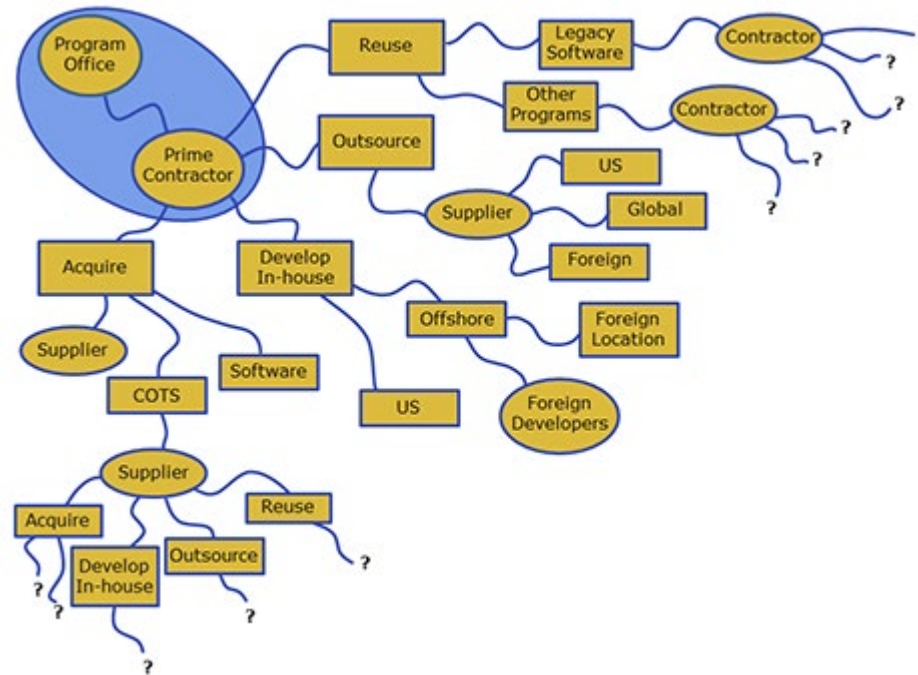 Program
Office
Prime
Contractor
Reuse
Legacy
Software
Contractor
?
?
Other
Programs
Contractor
?
?
?
Outsource
Supplier
US
Global
Foreign
Acquire
Supplier
COTS
Software
Develop
In-house
US
Offshore
Foreign
Location
Foreign
Developers
Supplier
Acquire
?
?
Develop
In-house
?
Outsource
?
Reuse
?